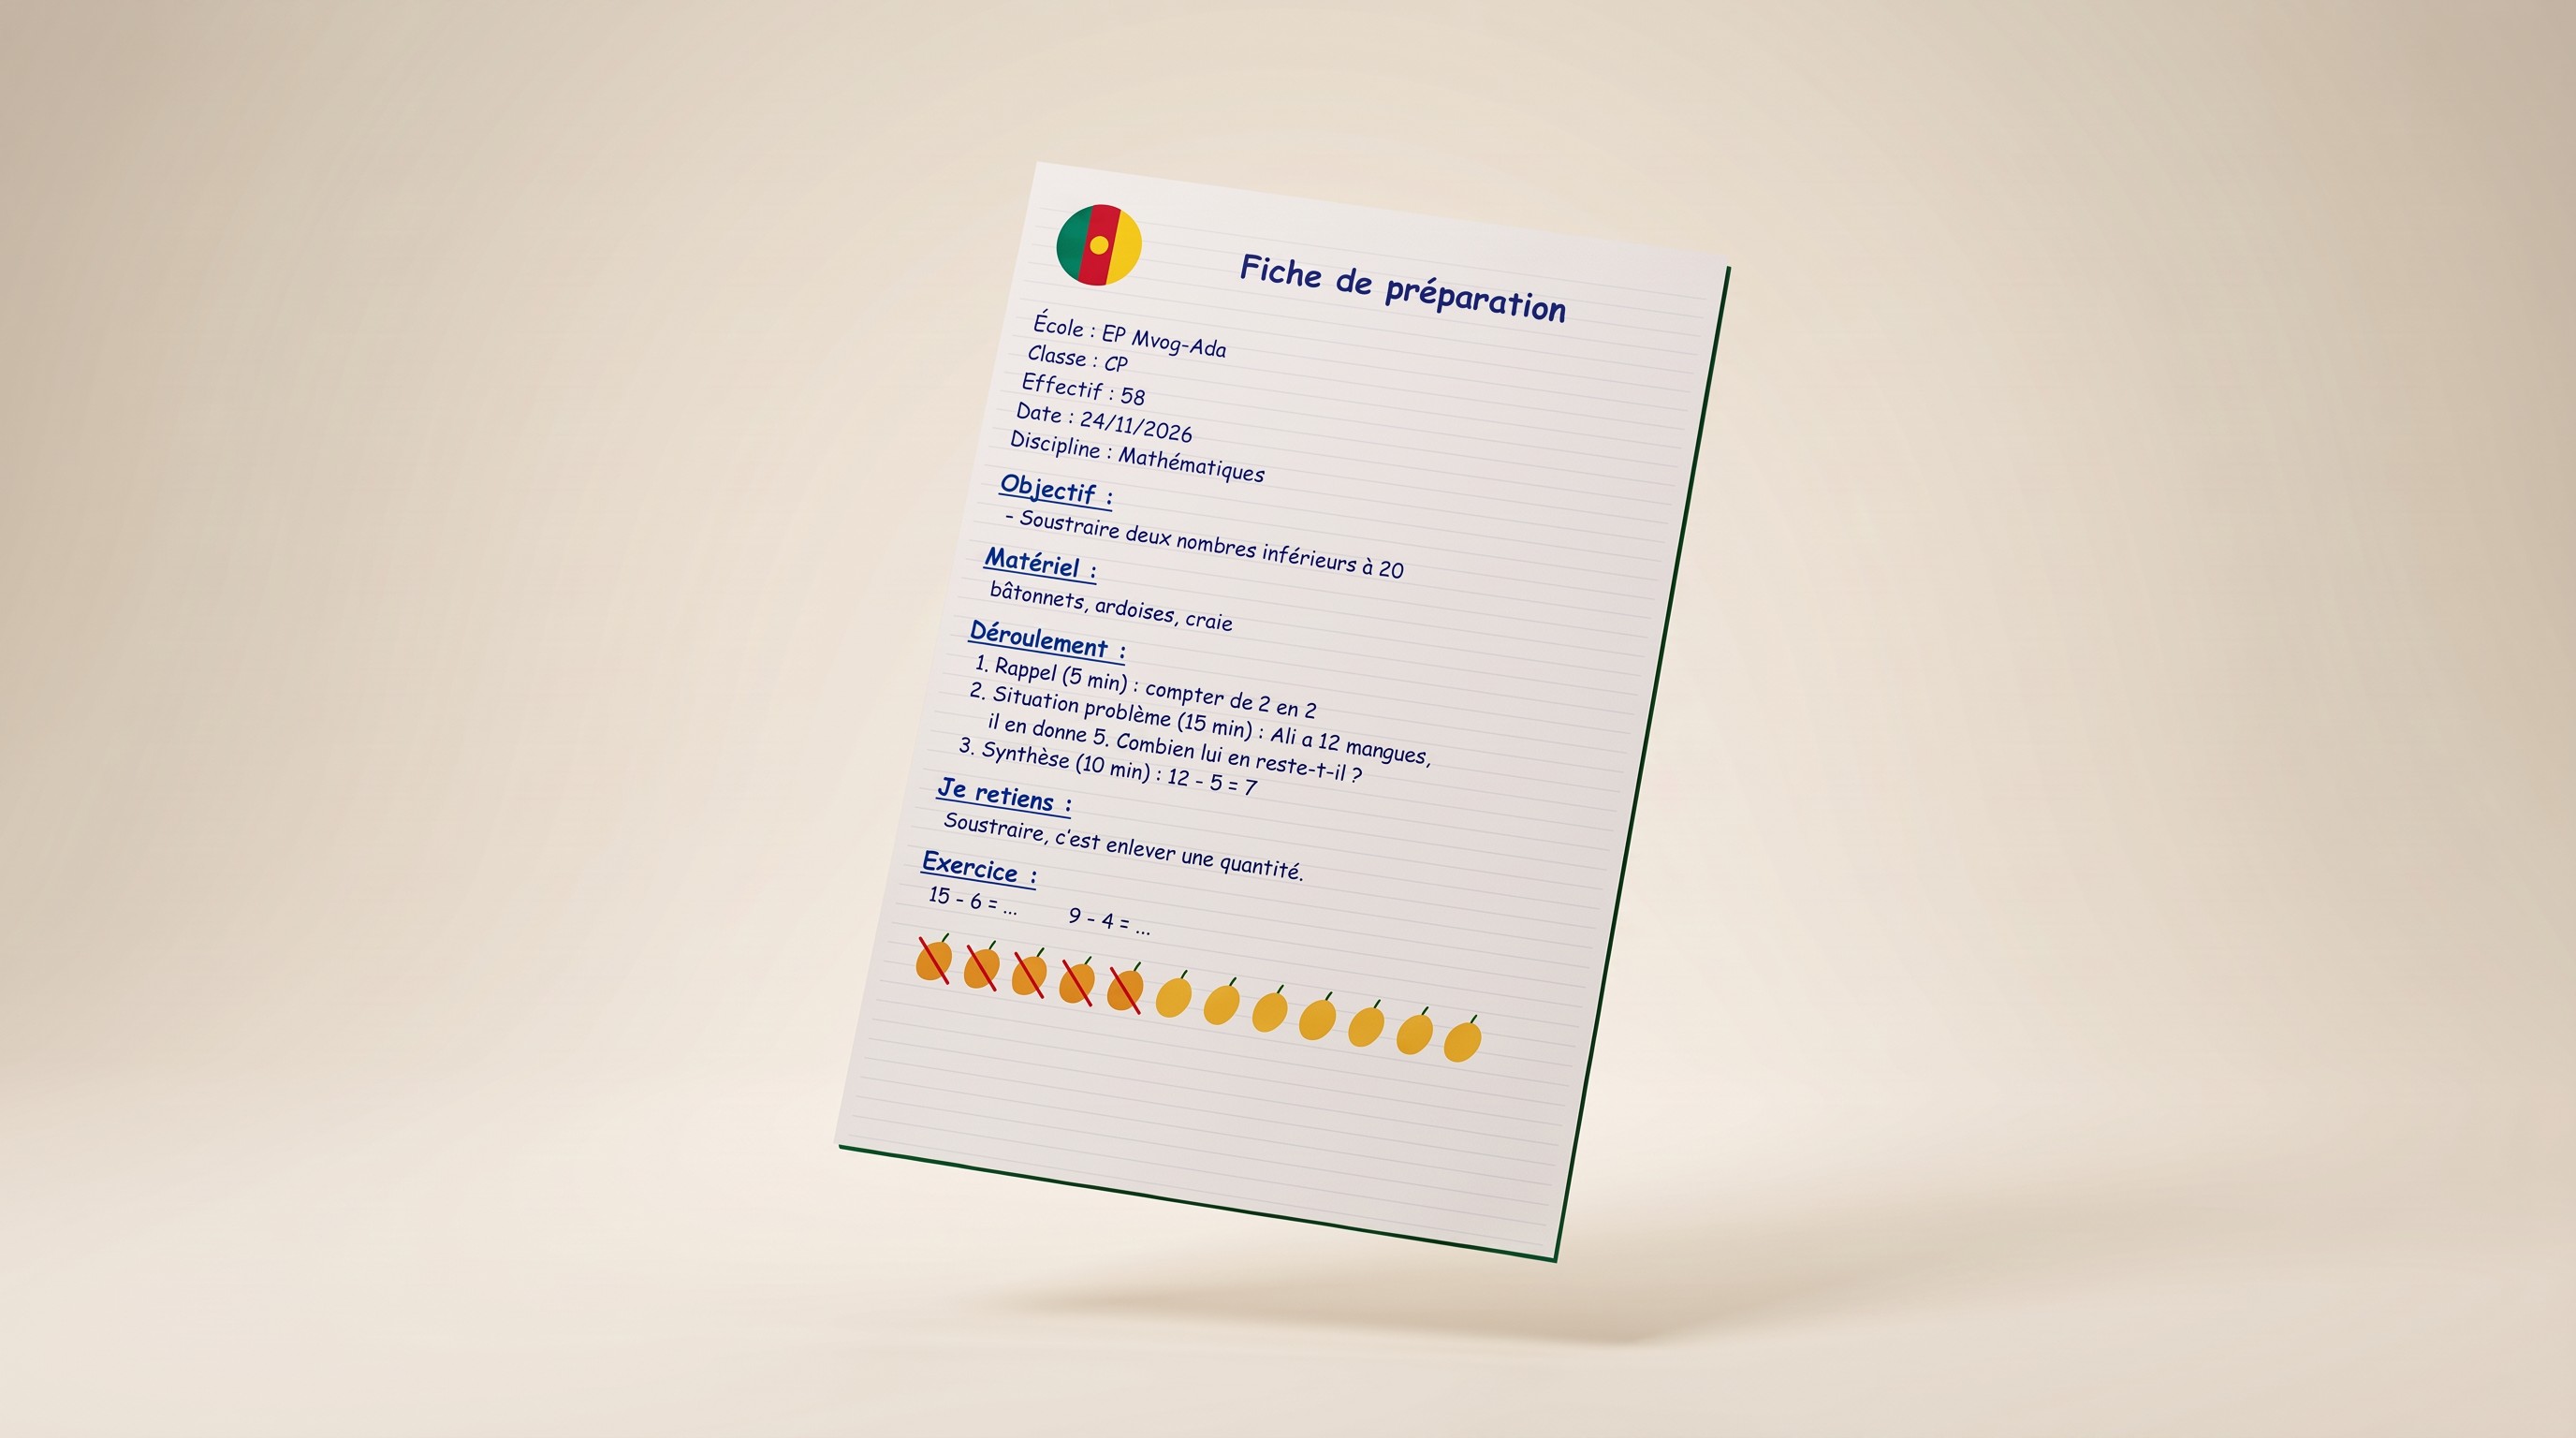 Fiche de préparation
École : EP Mvog-Ada
Classe : CP
Effectif : 58
Date : 24/11/2026
Discipline : Mathématiques
Objectif :
- Soustraire deux nombres inférieurs à 20
Matériel :
bâtonnets, ardoises, craie
Déroulement :
1. Rappel (5 min) : compter de 2 en 2
2. Situation problème (15 min) : Ali a 12 mangues,
il en donne 5. Combien lui en reste-t-il ?
3. Synthèse (10 min) : 12 - 5 = 7
Je retiens :
Soustraire, c'est enlever une quantité.
Exercice :
15 - 6 = ... 9 - 4 = ...